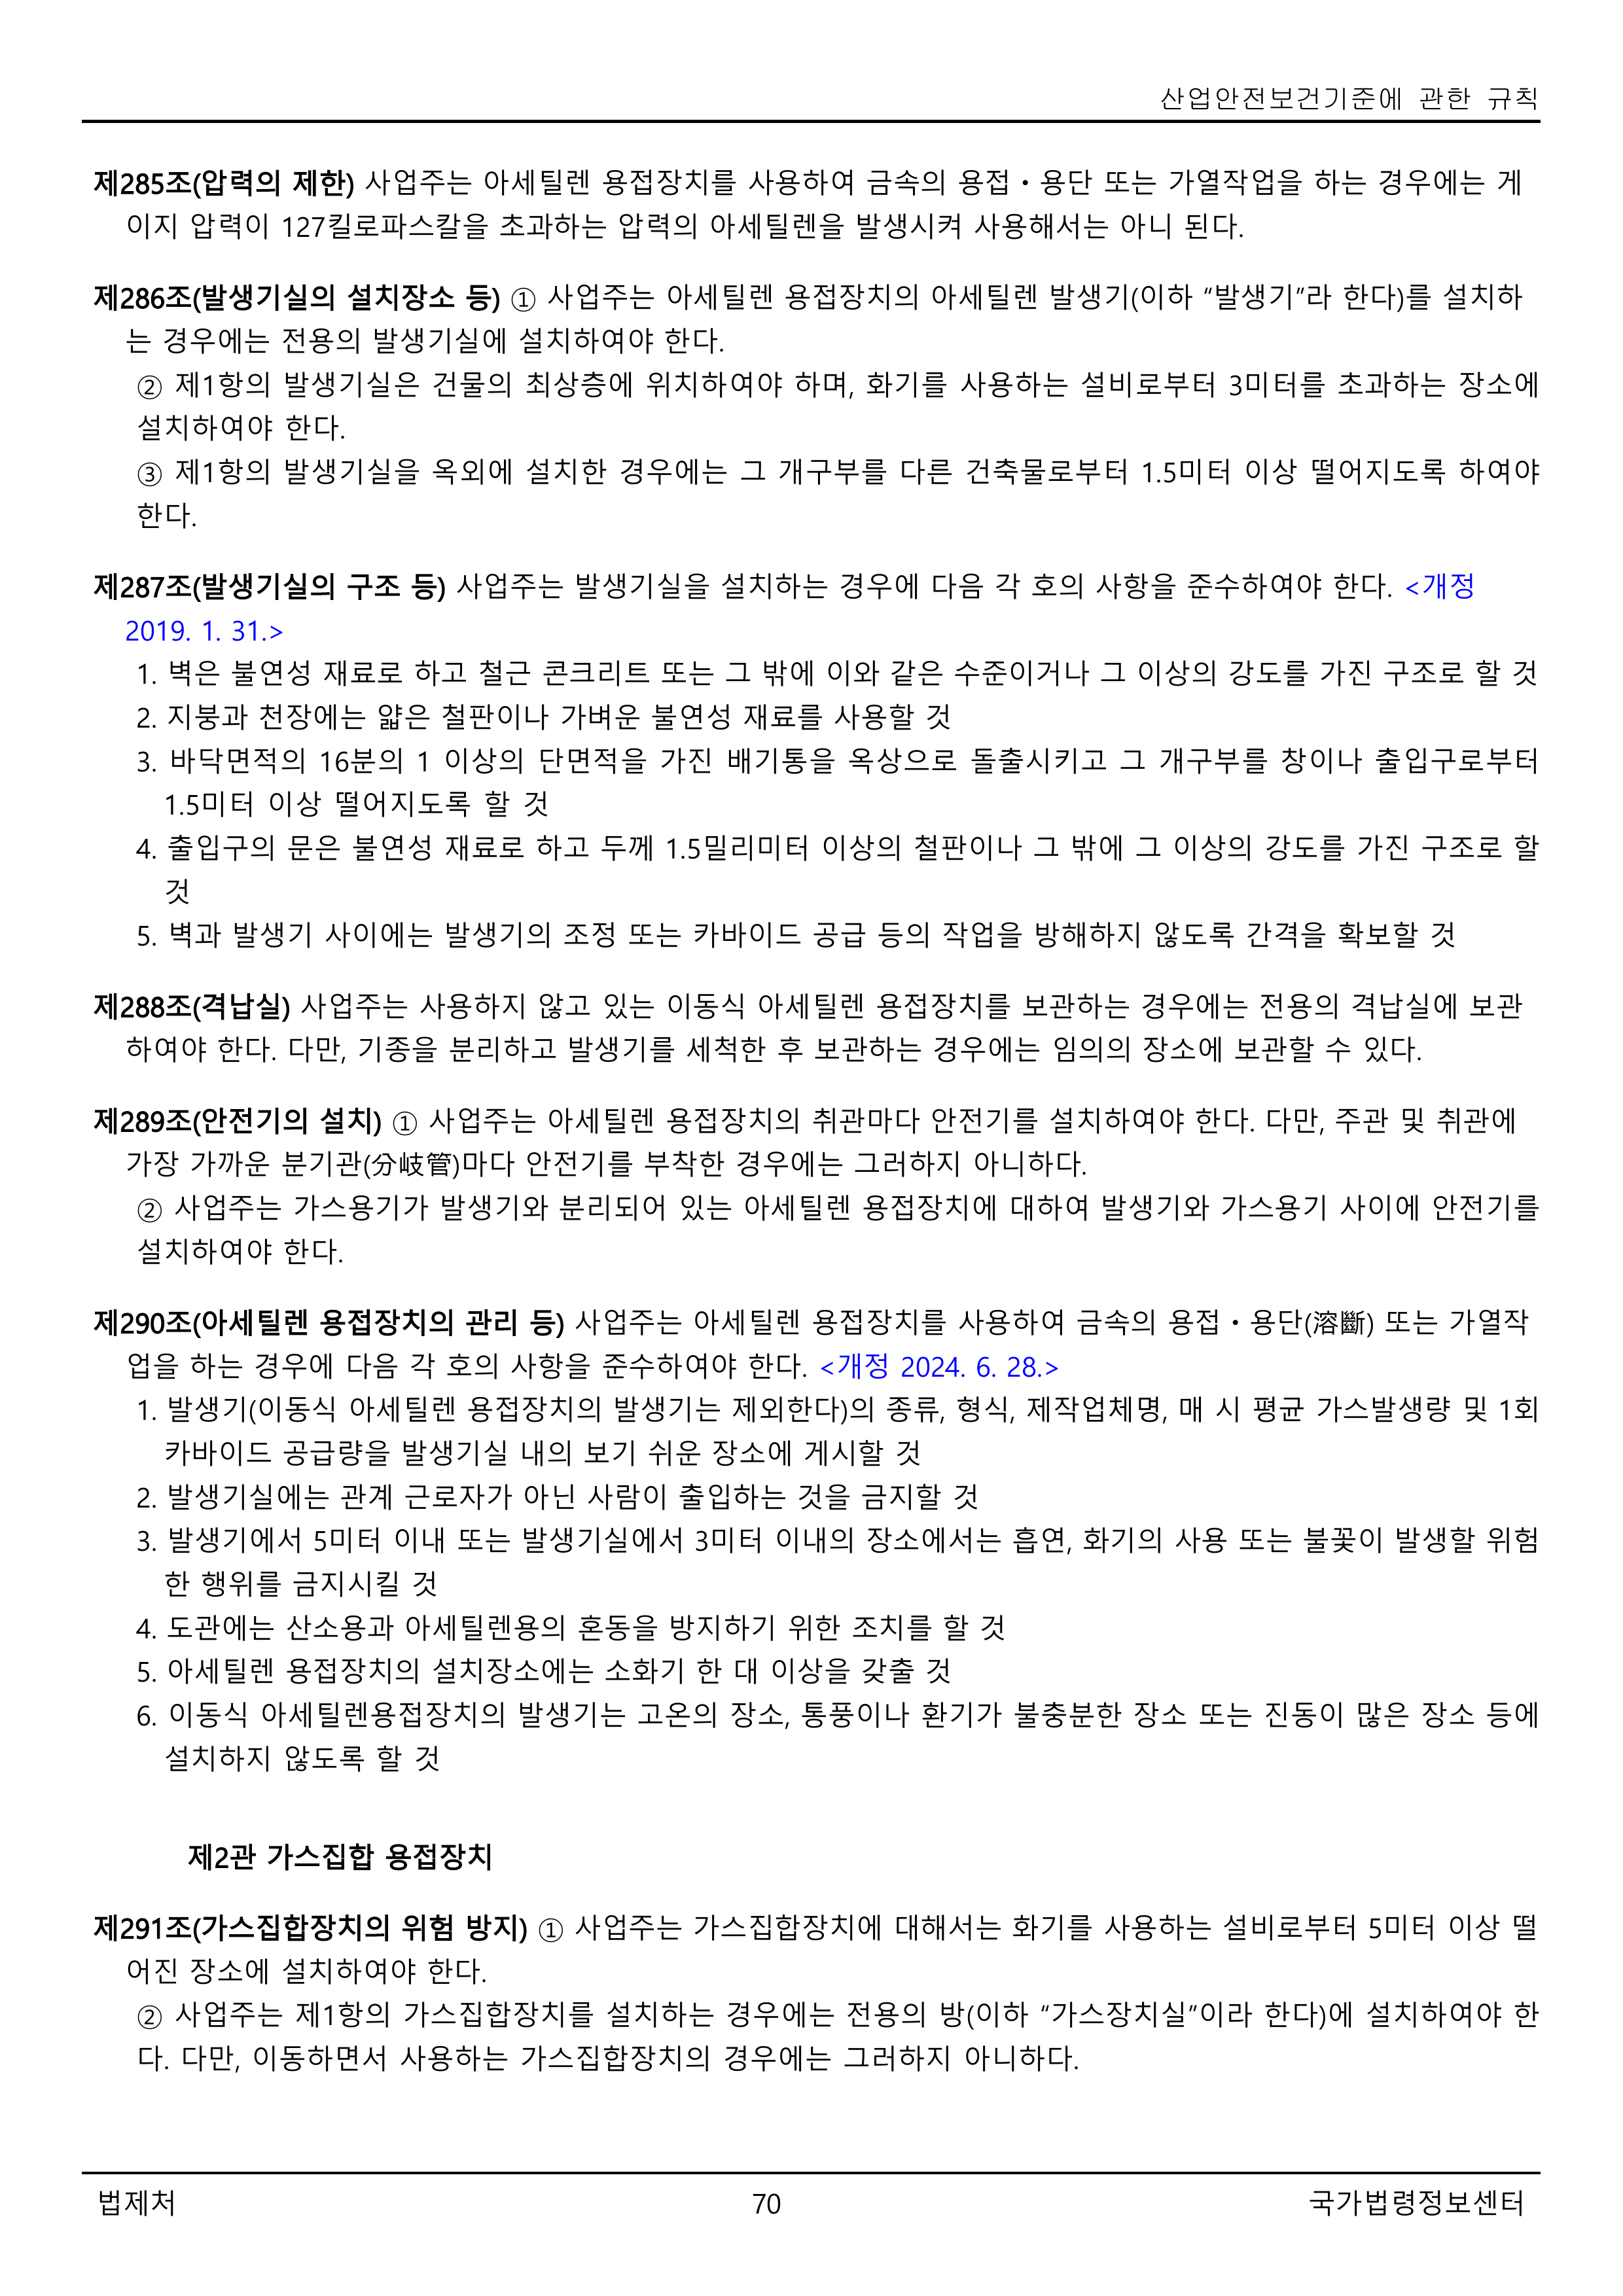 산업안전보건기준에 관한 규칙
제285조(압력의 제한) 사업주는 아세틸렌 용접장치를 사용하여 금속의 용접ㆍ용단 또는 가열작업을 하는 경우에는 게
이지 압력이 127킬로파스칼을 초과하는 압력의 아세틸렌을 발생시켜 사용해서는 아니 된다.
제286조(발생기실의 설치장소 등) ① 사업주는 아세틸렌 용접장치의 아세틸렌 발생기(이하 “발생기”라 한다)를 설치하
는 경우에는 전용의 발생기실에 설치하여야 한다.
② 제1항의 발생기실은 건물의 최상층에 위치하여야 하며, 화기를 사용하는 설비로부터 3미터를 초과하는 장소에
설치하여야 한다.
③ 제1항의 발생기실을 옥외에 설치한 경우에는 그 개구부를 다른 건축물로부터 1.5미터 이상 떨어지도록 하여야
한다.
제287조(발생기실의 구조 등) 사업주는 발생기실을 설치하는 경우에 다음 각 호의 사항을 준수하여야 한다. <개정
2019. 1. 31.>
1. 벽은 불연성 재료로 하고 철근 콘크리트 또는 그 밖에 이와 같은 수준이거나 그 이상의 강도를 가진 구조로 할 것
2. 지붕과 천장에는 얇은 철판이나 가벼운 불연성 재료를 사용할 것
3. 바닥면적의 16분의 1 이상의 단면적을 가진 배기통을 옥상으로 돌출시키고 그 개구부를 창이나 출입구로부터
1.5미터 이상 떨어지도록 할 것
4. 출입구의 문은 불연성 재료로 하고 두께 1.5밀리미터 이상의 철판이나 그 밖에 그 이상의 강도를 가진 구조로 할
것
5. 벽과 발생기 사이에는 발생기의 조정 또는 카바이드 공급 등의 작업을 방해하지 않도록 간격을 확보할 것
제288조(격납실) 사업주는 사용하지 않고 있는 이동식 아세틸렌 용접장치를 보관하는 경우에는 전용의 격납실에 보관
하여야 한다. 다만, 기종을 분리하고 발생기를 세척한 후 보관하는 경우에는 임의의 장소에 보관할 수 있다.
제289조(안전기의 설치) ① 사업주는 아세틸렌 용접장치의 취관마다 안전기를 설치하여야 한다. 다만, 주관 및 취관에
가장 가까운 분기관(分岐管)마다 안전기를 부착한 경우에는 그러하지 아니하다.
② 사업주는 가스용기가 발생기와 분리되어 있는 아세틸렌 용접장치에 대하여 발생기와 가스용기 사이에 안전기를
설치하여야 한다.
제290조(아세틸렌 용접장치의 관리 등) 사업주는 아세틸렌 용접장치를 사용하여 금속의 용접ㆍ용단(溶斷) 또는 가열작
업을 하는 경우에 다음 각 호의 사항을 준수하여야 한다. <개정 2024. 6. 28.>
1. 발생기(이동식 아세틸렌 용접장치의 발생기는 제외한다)의 종류, 형식, 제작업체명, 매 시 평균 가스발생량 및 1회
카바이드 공급량을 발생기실 내의 보기 쉬운 장소에 게시할 것
2. 발생기실에는 관계 근로자가 아닌 사람이 출입하는 것을 금지할 것
3. 발생기에서 5미터 이내 또는 발생기실에서 3미터 이내의 장소에서는 흡연, 화기의 사용 또는 불꽃이 발생할 위험
한 행위를 금지시킬 것
4. 도관에는 산소용과 아세틸렌용의 혼동을 방지하기 위한 조치를 할 것
5. 아세틸렌 용접장치의 설치장소에는 소화기 한 대 이상을 갖출 것
6. 이동식 아세틸렌용접장치의 발생기는 고온의 장소, 통풍이나 환기가 불충분한 장소 또는 진동이 많은 장소 등에
설치하지 않도록 할 것
제2관 가스집합 용접장치
제291조(가스집합장치의 위험 방지) ① 사업주는 가스집합장치에 대해서는 화기를 사용하는 설비로부터 5미터 이상 떨
어진 장소에 설치하여야 한다.
② 사업주는 제1항의 가스집합장치를 설치하는 경우에는 전용의 방(이하 “가스장치실”이라 한다)에 설치하여야 한
다. 다만, 이동하면서 사용하는 가스집합장치의 경우에는 그러하지 아니하다.
법제처 70 국가법령정보센터